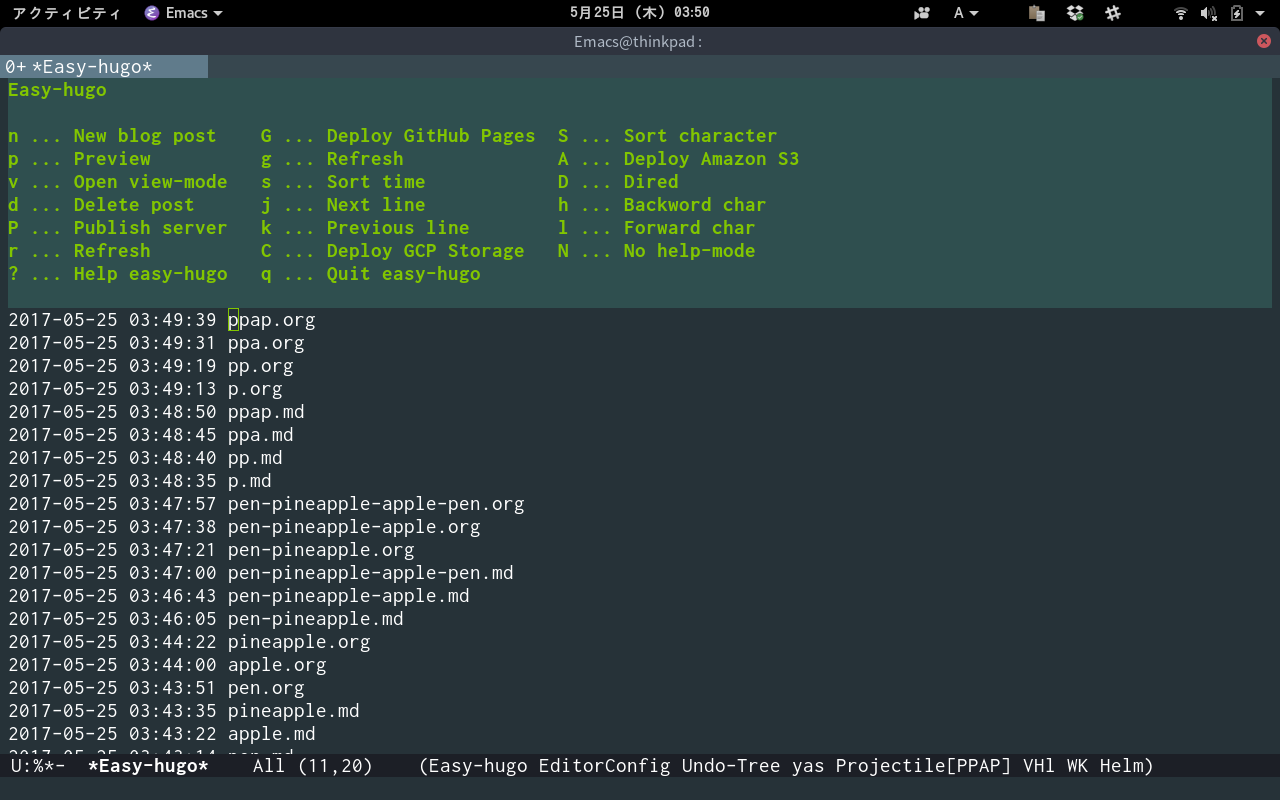 アクティビティ Emacs 5月25日 (木) 03:50 A
Emacs@thinkpad:
0+ *Easy-hugo*
Easy-hugo
n ... New blog post G ... Deploy GitHub Pages S ... Sort character
p ... Preview g ... Refresh A ... Deploy Amazon S3
v ... Open view-mode s ... Sort time D ... Dired
d ... Delete post j ... Next line h ... Backword char
P ... Publish server k ... Previous line l ... Forward char
r ... Refresh C ... Deploy GCP Storage N ... No help-mode
? ... Help easy-hugo q ... Quit easy-hugo
2017-05-25 03:49:39 ppap.org
2017-05-25 03:49:31 ppa.org
2017-05-25 03:49:19 pp.org
2017-05-25 03:49:13 p.org
2017-05-25 03:48:50 ppap.md
2017-05-25 03:48:45 ppa.md
2017-05-25 03:48:40 pp.md
2017-05-25 03:48:35 p.md
2017-05-25 03:47:57 pen-pineapple-apple-pen.org
2017-05-25 03:47:38 pen-pineapple-apple.org
2017-05-25 03:47:21 pen-pineapple.org
2017-05-25 03:47:00 pen-pineapple-apple-pen.md
2017-05-25 03:46:43 pen-pineapple-apple.md
2017-05-25 03:46:05 pen-pineapple.md
2017-05-25 03:44:22 pineapple.org
2017-05-25 03:44:00 apple.org
2017-05-25 03:43:51 pen.org
2017-05-25 03:43:35 pineapple.md
2017-05-25 03:43:22 apple.md
2017-05-25 03:43:14 pen.md
U:%*- *Easy-hugo* All (11,20) (Easy-hugo EditorConfig Undo-Tree yas Projectile[PPAP] VHl WK Helm)